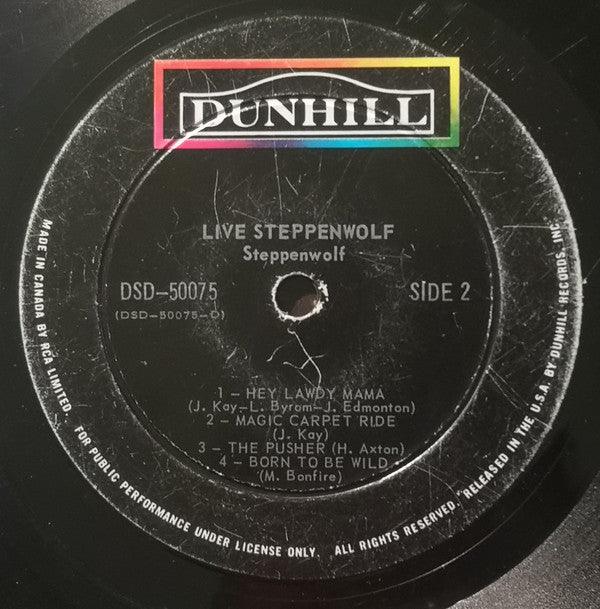 DUNHILL
LIVE STEPPENWOLF
Steppenwolf
DSD-50075
(DSD-50075-D)
SIDE 2
1 - HEY LAWDY MAMA
(J. Kay-L. Byrom-J. Edmonton)
2 - MAGIC CARPET RIDE
(J. Kay)
3 - THE PUSHER (H. Axton)
4 - BORN TO BE WILD
(M. Bonfire)
MADE IN CANADA BY RCA LIMITED. FOR PUBLIC PERFORMANCE UNDER LICENSE ONLY. ALL RIGHTS RESERVED. "RELEASED IN THE U.S.A. BY DUNHILL RECORDS, INC.